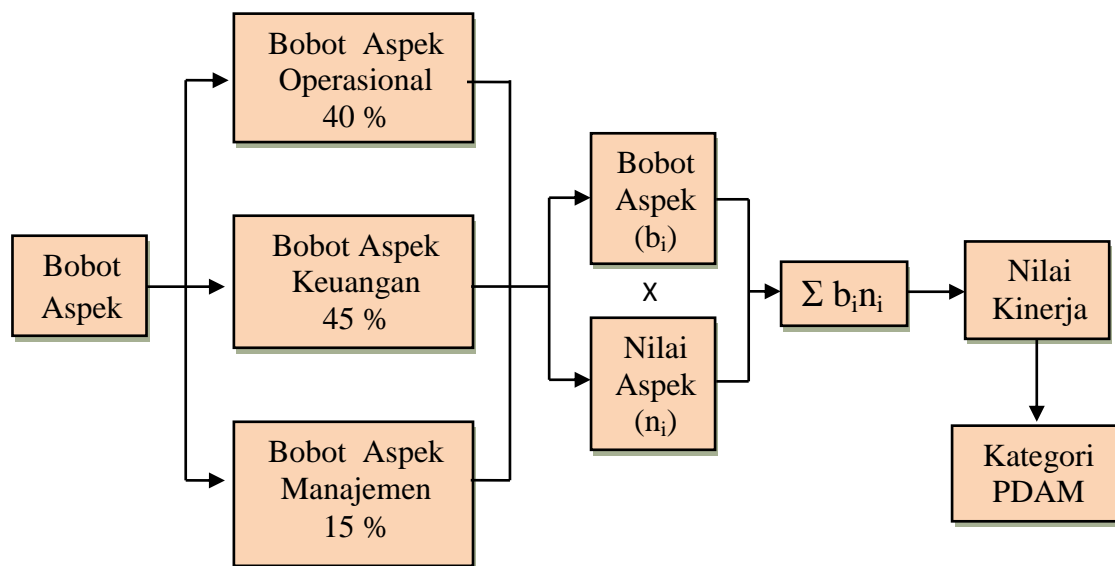 Bobot
Aspek
Bobot Aspek
Operasional
40 %
Bobot Aspek
Keuangan
45 %
Bobot Aspek
Manajemen
15 %
Bobot
Aspek
(bᵢ)
X
Nilai
Aspek
(nᵢ)
Σ bᵢnᵢ
Nilai
Kinerja
Kategori
PDAM